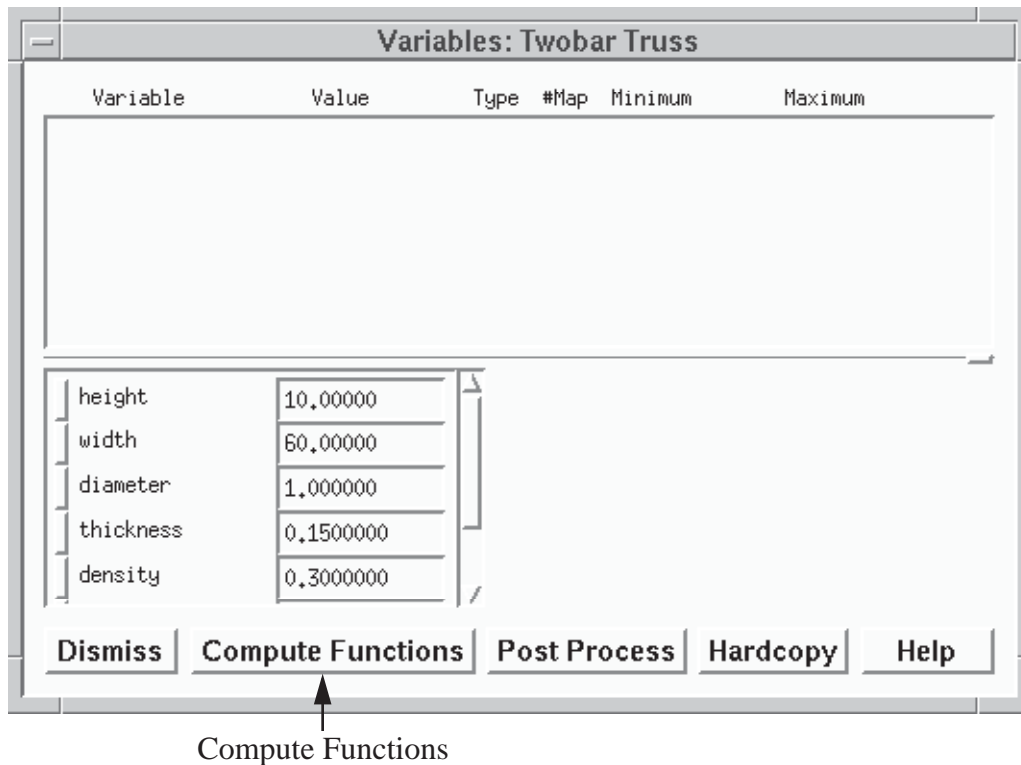 Variables: Twobar Truss
Variable Value Type #Map Minimum Maximum
height 10.00000
width 60.00000
diameter 1.000000
thickness 0.1500000
density 0.3000000
Dismiss Compute Functions Post Process Hardcopy Help
Compute Functions